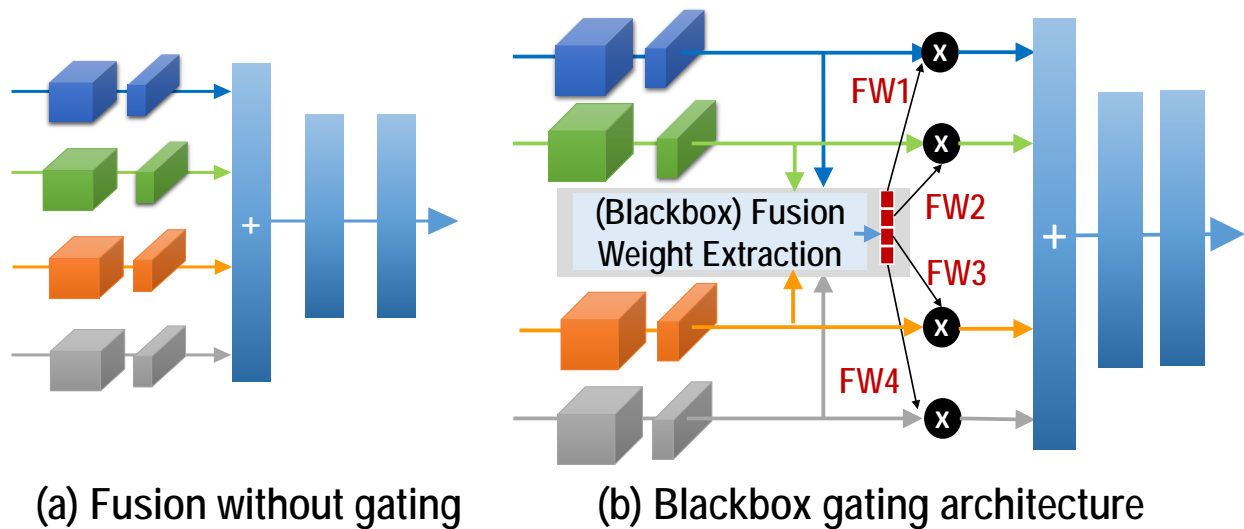 +
(a) Fusion without gating
X
FW1
X
(Blackbox) Fusion
Weight Extraction
FW2
+
FW3
X
FW4
X
(b) Blackbox gating architecture